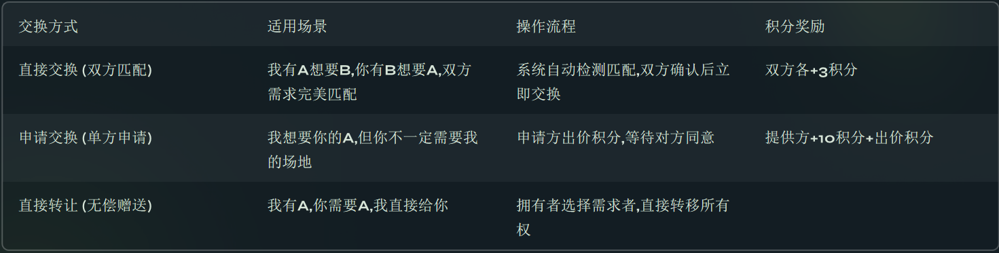 交换方式 适用场景 操作流程 积分奖励
直接交换 (双方匹配) 我有A想要B,你有B想要A,双方 系统自动检测匹配,双方确认后立 双方各+3积分
需求完美匹配 即交换
申请交换 (单方申请) 我想要你的A,但你不一定需要我 申请方出价积分,等待对方同意 提供方+10积分+出价积分
的场地
直接转让 (无偿赠送) 我有A,你需要A,我直接给你 拥有者选择需求者,直接转移所有
权